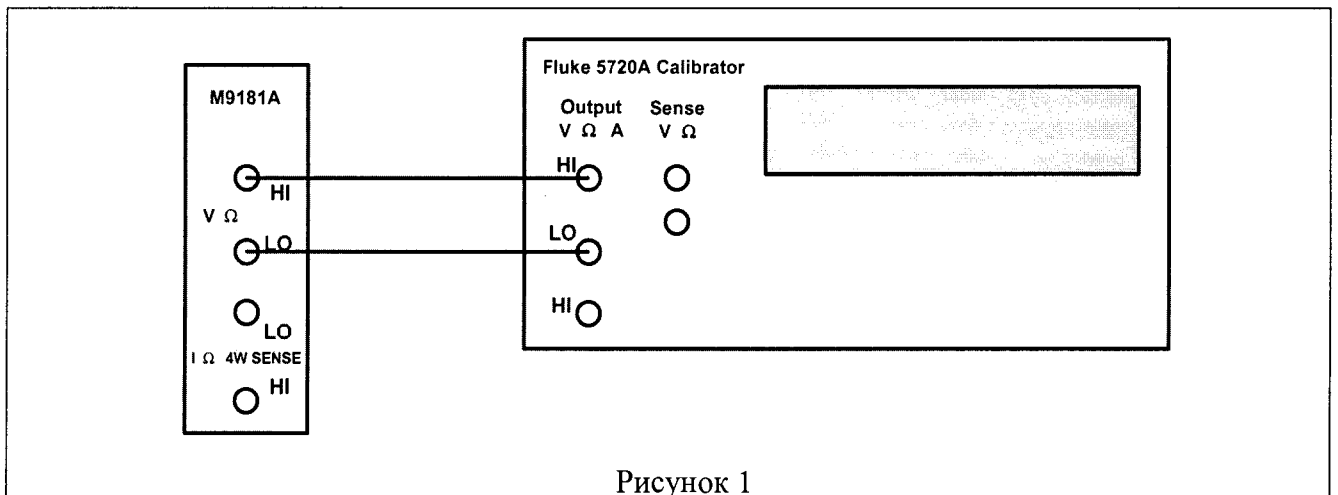 M9181A
HI
V Ω
LO
LO
I Ω 4W SENSE
HI
Fluke 5720A Calibrator
Output Sense
V Ω A V Ω
HI
LO
HI
Рисунок 1